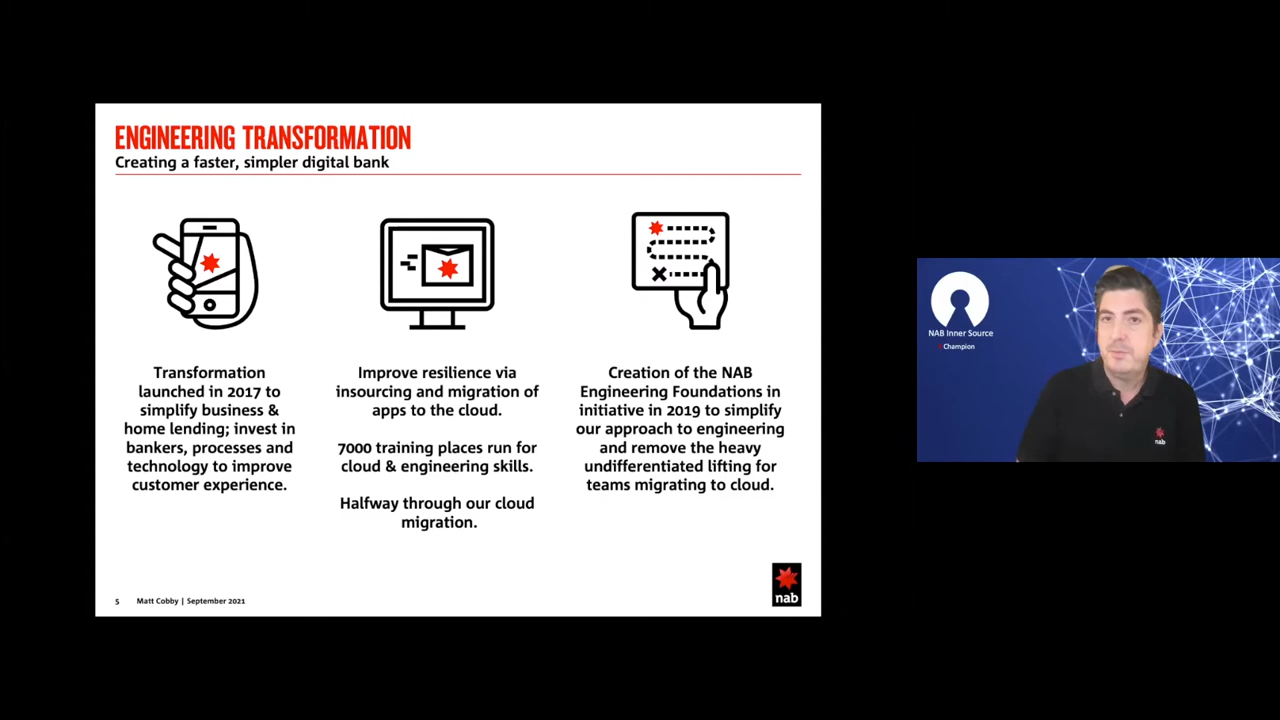 ENGINEERING TRANSFORMATION
Creating a faster, simpler digital bank
Transformation
launched in 2017 to
simplify business &
home lending; invest in
bankers, processes and
technology to improve
customer experience.
Improve resilience via
insourcing and migration of
apps to the cloud.
7000 training places run for
cloud & engineering skills.
Halfway through our cloud
migration.
Creation of the NAB
Engineering Foundations in
initiative in 2019 to simplify
our approach to engineering
and remove the heavy
undifferentiated lifting for
teams migrating to cloud.
5 Matt Cobby | September 2021
nab
NAB Inner Source
Champion
nab